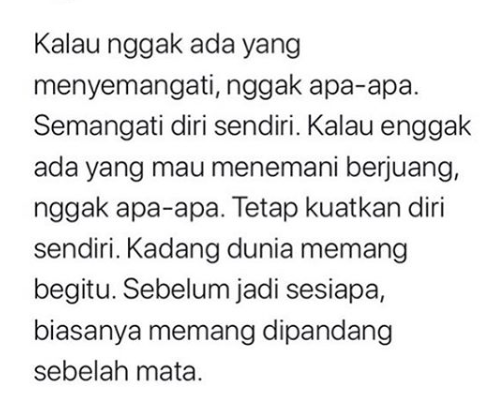 Kalau nggak ada yang
menyemangati, nggak apa-apa.
Semangati diri sendiri. Kalau enggak
ada yang mau menemani berjuang,
nggak apa-apa. Tetap kuatkan diri
sendiri. Kadang dunia memang
begitu. Sebelum jadi sesiapa,
biasanya memang dipandang
sebelah mata.